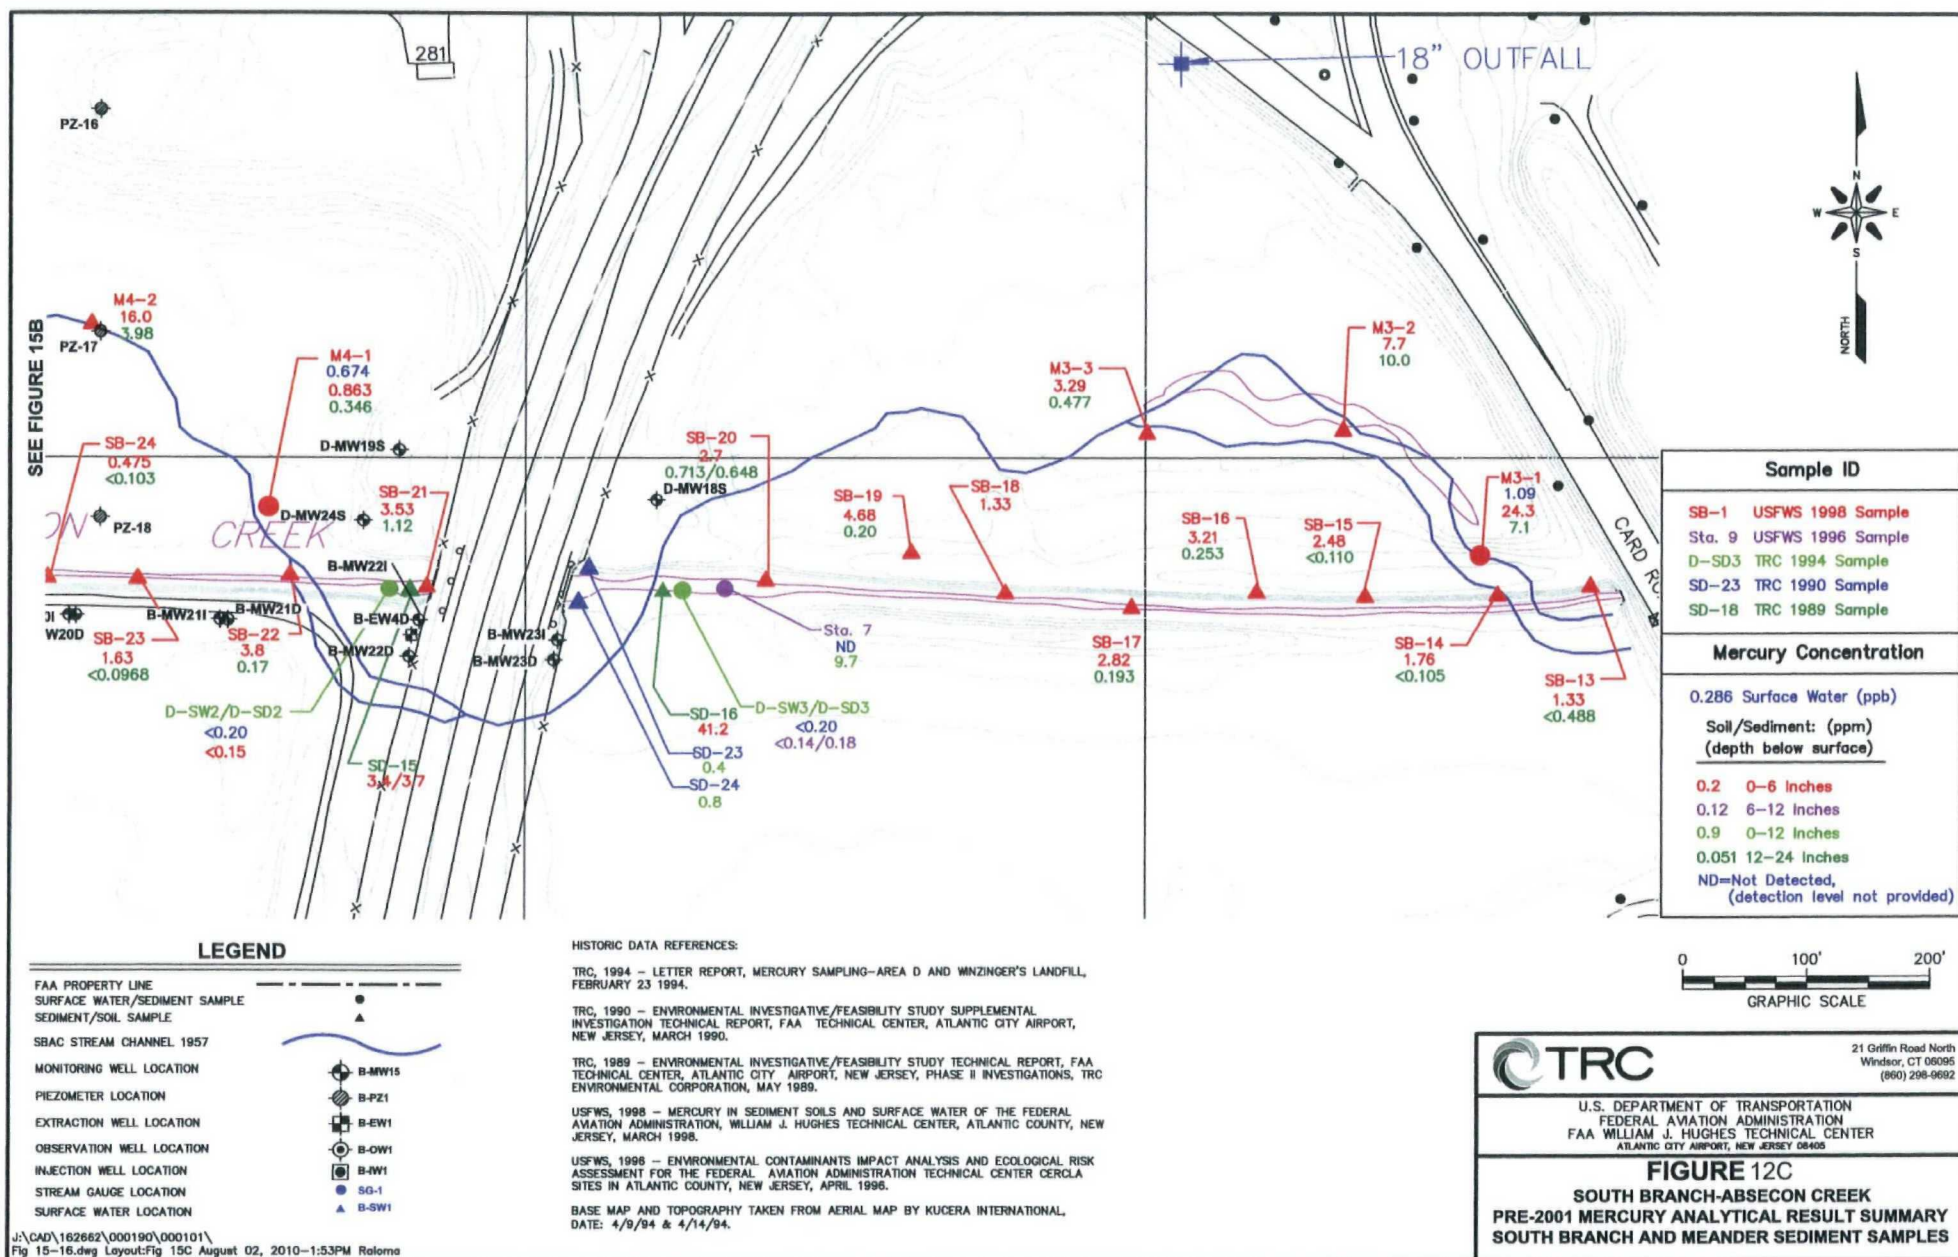 281
18" OUTFALL
PZ-16
N
W E
S
NORTH
SEE FIGURE 15B
M4-2
16.0
3.98
PZ-17
M4-1
0.674
0.863
0.346
M3-2
7.7
10.0
M3-3
3.29
0.477
SB-24
0.475
<0.103
D-MW19S
SB-20
2.7
0.713/0.648
D-MW18S
SB-21
3.53
1.12
SB-19
4.68
0.20
SB-18
1.33
M3-1
1.09
24.3
7.1
PZ-18
ON CREEK
D-MW24S
SB-16
3.21
0.253
SB-15
2.48
<0.110
CARD
B-MW22I
B-MW21I
B-MW21D
B-EW4D
B-MW22D
B-MW23I
B-MW23D
W20D
SB-23
1.63
<0.0968
SB-22
3.8
0.17
Sta. 7
ND
9.7
SB-17
2.82
0.193
SB-14
1.76
<0.105
SB-13
1.33
<0.488
D-SW2/D-SD2
<0.20
<0.15
SD-15
3.4/3.7
SD-16
41.2
D-SW3/D-SD3
<0.20
<0.14/0.18
SD-23
0.4
SD-24
0.8
Sample ID
SB-1 USFWS 1998 Sample
Sta. 9 USFWS 1996 Sample
D-SD3 TRC 1994 Sample
SD-23 TRC 1990 Sample
SD-18 TRC 1989 Sample
Mercury Concentration
0.286 Surface Water (ppb)
Soil/Sediment: (ppm)
(depth below surface)
0.2 0-6 Inches
0.12 6-12 Inches
0.9 0-12 Inches
0.051 12-24 Inches
ND=Not Detected,
(detection level not provided)
0 100' 200'
GRAPHIC SCALE
LEGEND
FAA PROPERTY LINE
SURFACE WATER/SEDIMENT SAMPLE
SEDIMENT/SOIL SAMPLE
SBAC STREAM CHANNEL 1957
MONITORING WELL LOCATION B-MW15
PIEZOMETER LOCATION B-PZ1
EXTRACTION WELL LOCATION B-EW1
OBSERVATION WELL LOCATION B-OW1
INJECTION WELL LOCATION B-IW1
STREAM GAUGE LOCATION SG-1
SURFACE WATER LOCATION B-SW1
J:\CAD\162662\000190\000101\
Fig 15-16.dwg Layout:Fig 15C August 02, 2010-1:53PM Raloma
HISTORIC DATA REFERENCES:
TRC, 1994 - LETTER REPORT, MERCURY SAMPLING-AREA D AND WINZINGER'S LANDFILL,
FEBRUARY 23 1994.
TRC, 1990 - ENVIRONMENTAL INVESTIGATIVE/FEASIBILITY STUDY SUPPLEMENTAL
INVESTIGATION TECHNICAL REPORT, FAA TECHNICAL CENTER, ATLANTIC CITY AIRPORT,
NEW JERSEY, MARCH 1990.
TRC, 1989 - ENVIRONMENTAL INVESTIGATIVE/FEASIBILITY STUDY TECHNICAL REPORT, FAA
TECHNICAL CENTER, ATLANTIC CITY AIRPORT, NEW JERSEY, PHASE II INVESTIGATIONS, TRC
ENVIRONMENTAL CORPORATION, MAY 1989.
USFWS, 1998 - MERCURY IN SEDIMENT SOILS AND SURFACE WATER OF THE FEDERAL
AVIATION ADMINISTRATION, WILLIAM J. HUGHES TECHNICAL CENTER, ATLANTIC COUNTY, NEW
JERSEY, MARCH 1998.
USFWS, 1996 - ENVIRONMENTAL CONTAMINANTS IMPACT ANALYSIS AND ECOLOGICAL RISK
ASSESSMENT FOR THE FEDERAL AVIATION ADMINISTRATION TECHNICAL CENTER CERCLA
SITES IN ATLANTIC COUNTY, NEW JERSEY, APRIL 1996.
BASE MAP AND TOPOGRAPHY TAKEN FROM AERIAL MAP BY KUCERA INTERNATIONAL,
DATE: 4/9/94 & 4/14/94.
TRC
21 Griffin Road North
Windsor, CT 06095
(860) 298-9692
U.S. DEPARTMENT OF TRANSPORTATION
FEDERAL AVIATION ADMINISTRATION
FAA WILLIAM J. HUGHES TECHNICAL CENTER
ATLANTIC CITY AIRPORT, NEW JERSEY 08405
FIGURE 12C
SOUTH BRANCH-ABSECON CREEK
PRE-2001 MERCURY ANALYTICAL RESULT SUMMARY
SOUTH BRANCH AND MEANDER SEDIMENT SAMPLES